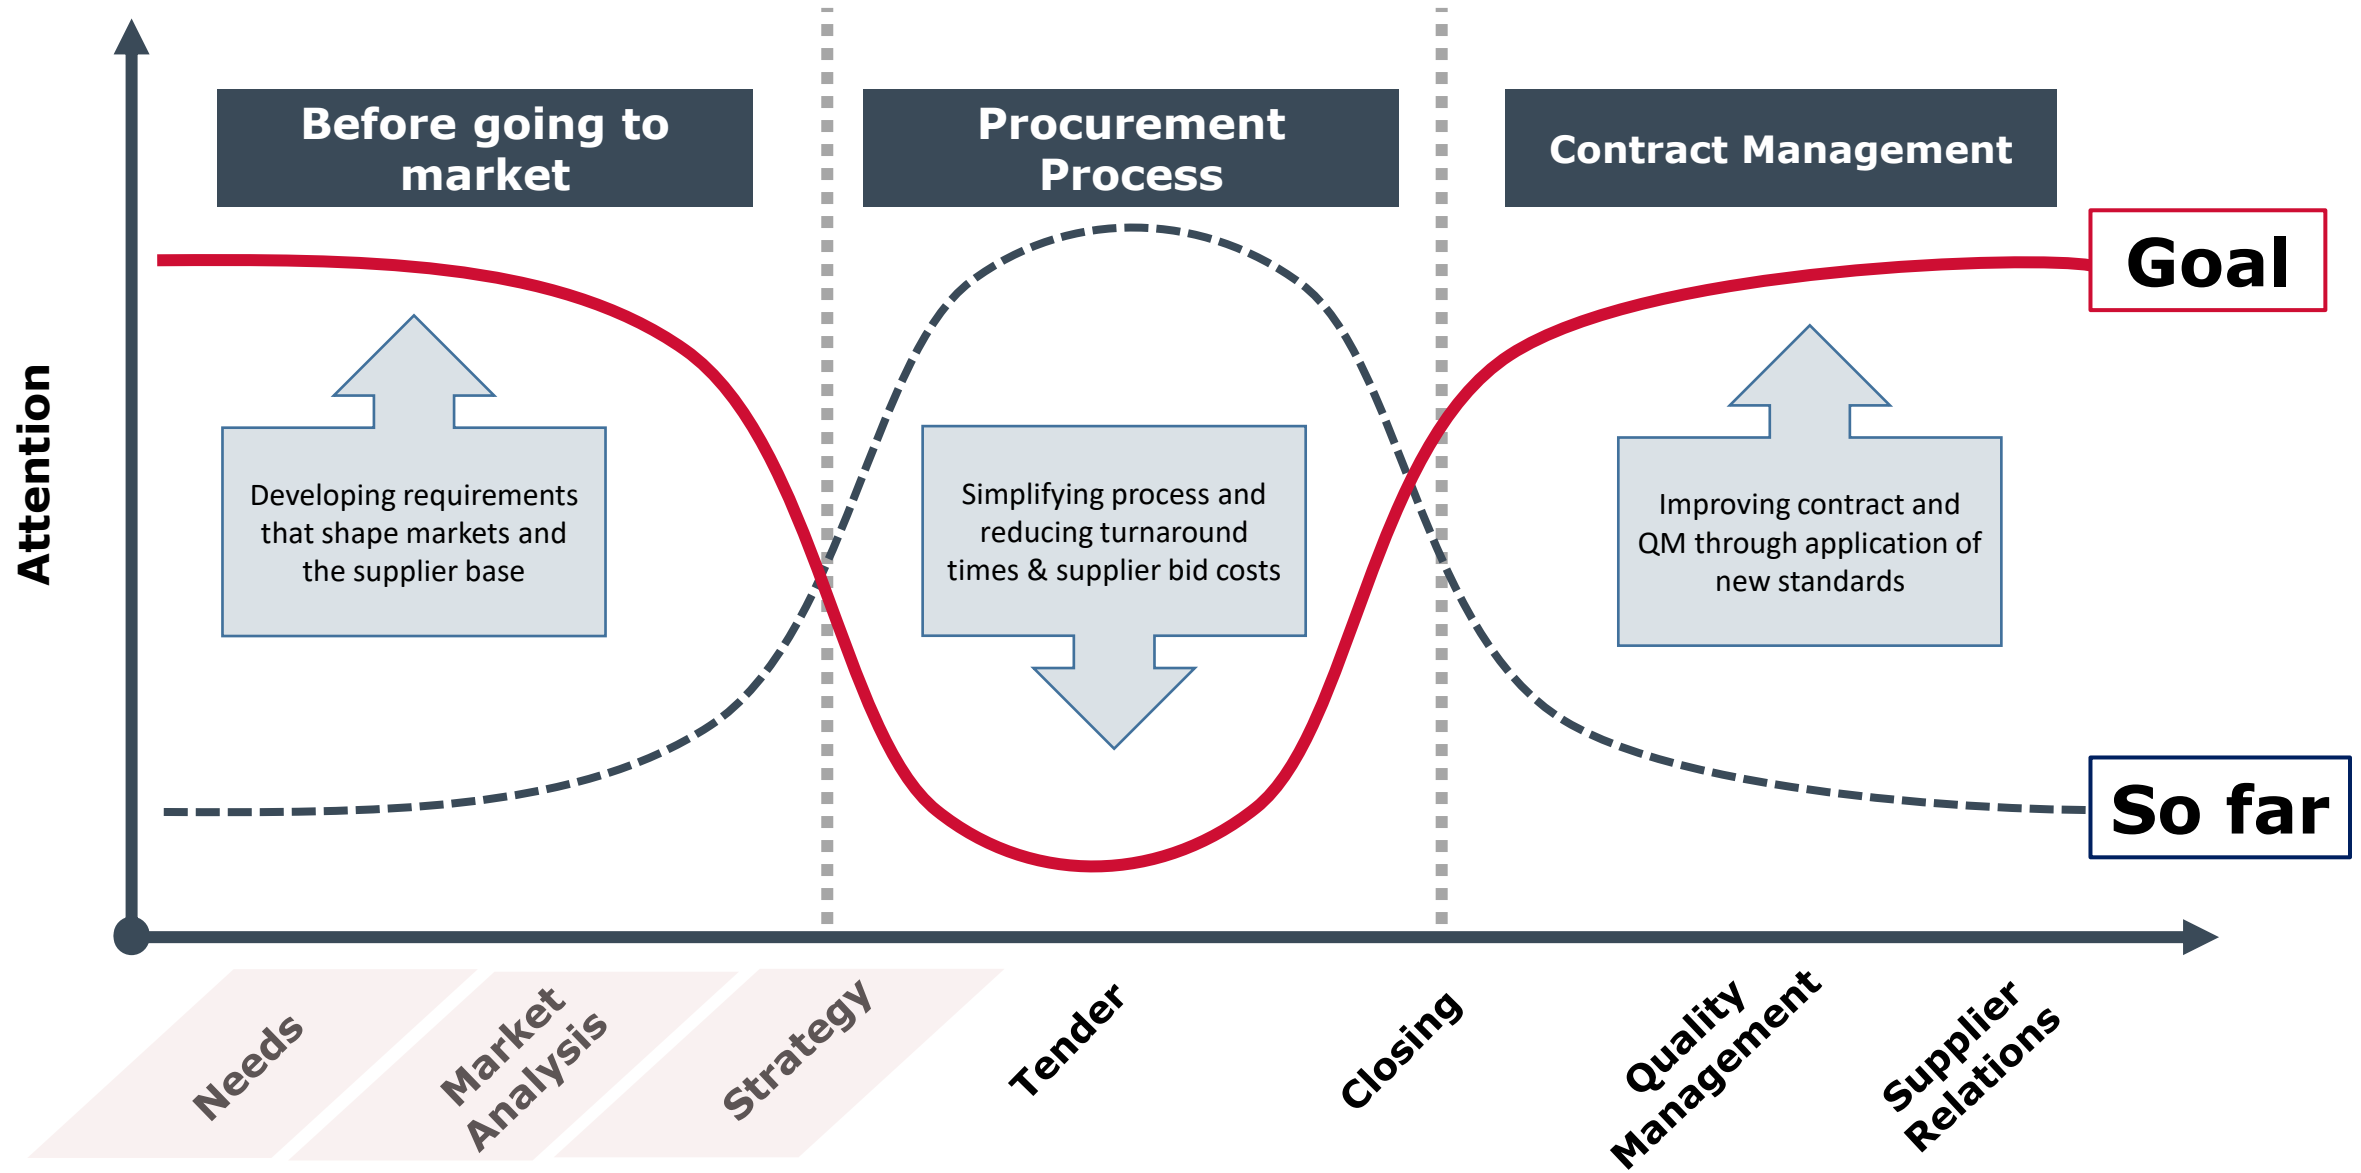 Before going to
market
Procurement
Process
Contract Management
Goal
Attention
Developing requirements
that shape markets and
the supplier base
Simplifying process and
reducing turnaround
times & supplier bid costs
Improving contract and
QM through application of
new standards
So far
Needs
Market
Analysis
Strategy
Tender
Closing
Quality
Management
Supplier
Relations